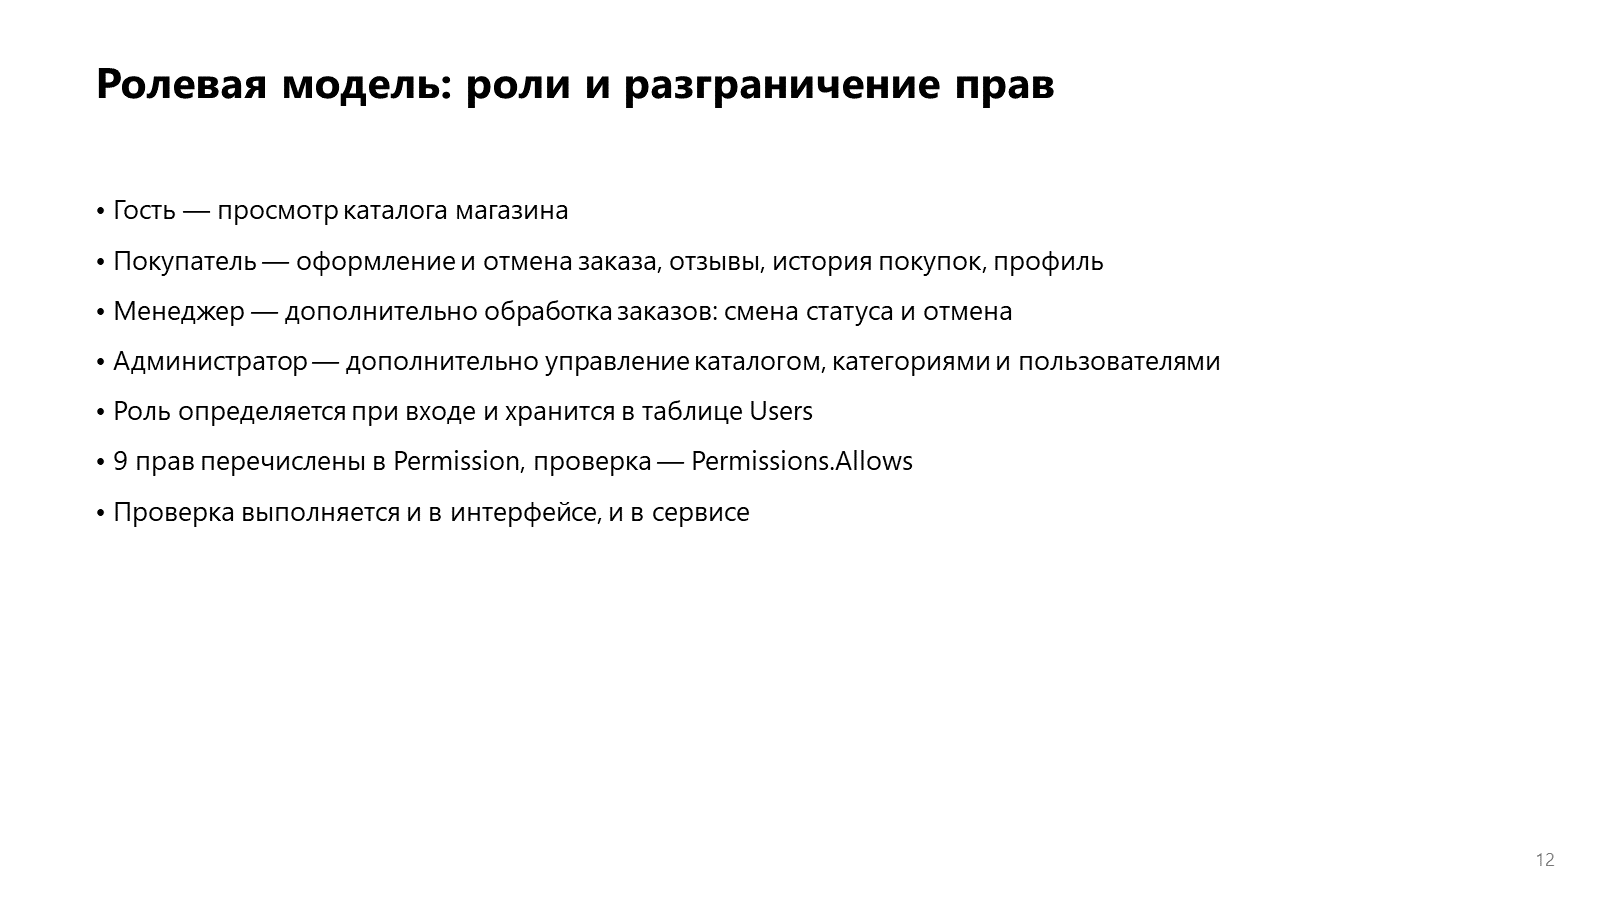 Ролевая модель: роли и разграничение прав
• Гость — просмотр каталога магазина
• Покупатель — оформление и отмена заказа, отзывы, история покупок, профиль
• Менеджер — дополнительно обработка заказов: смена статуса и отмена
• Администратор — дополнительно управление каталогом, категориями и пользователями
• Роль определяется при входе и хранится в таблице Users
• 9 прав перечислены в Permission, проверка — Permissions.Allows
• Проверка выполняется и в интерфейсе, и в сервисе
12